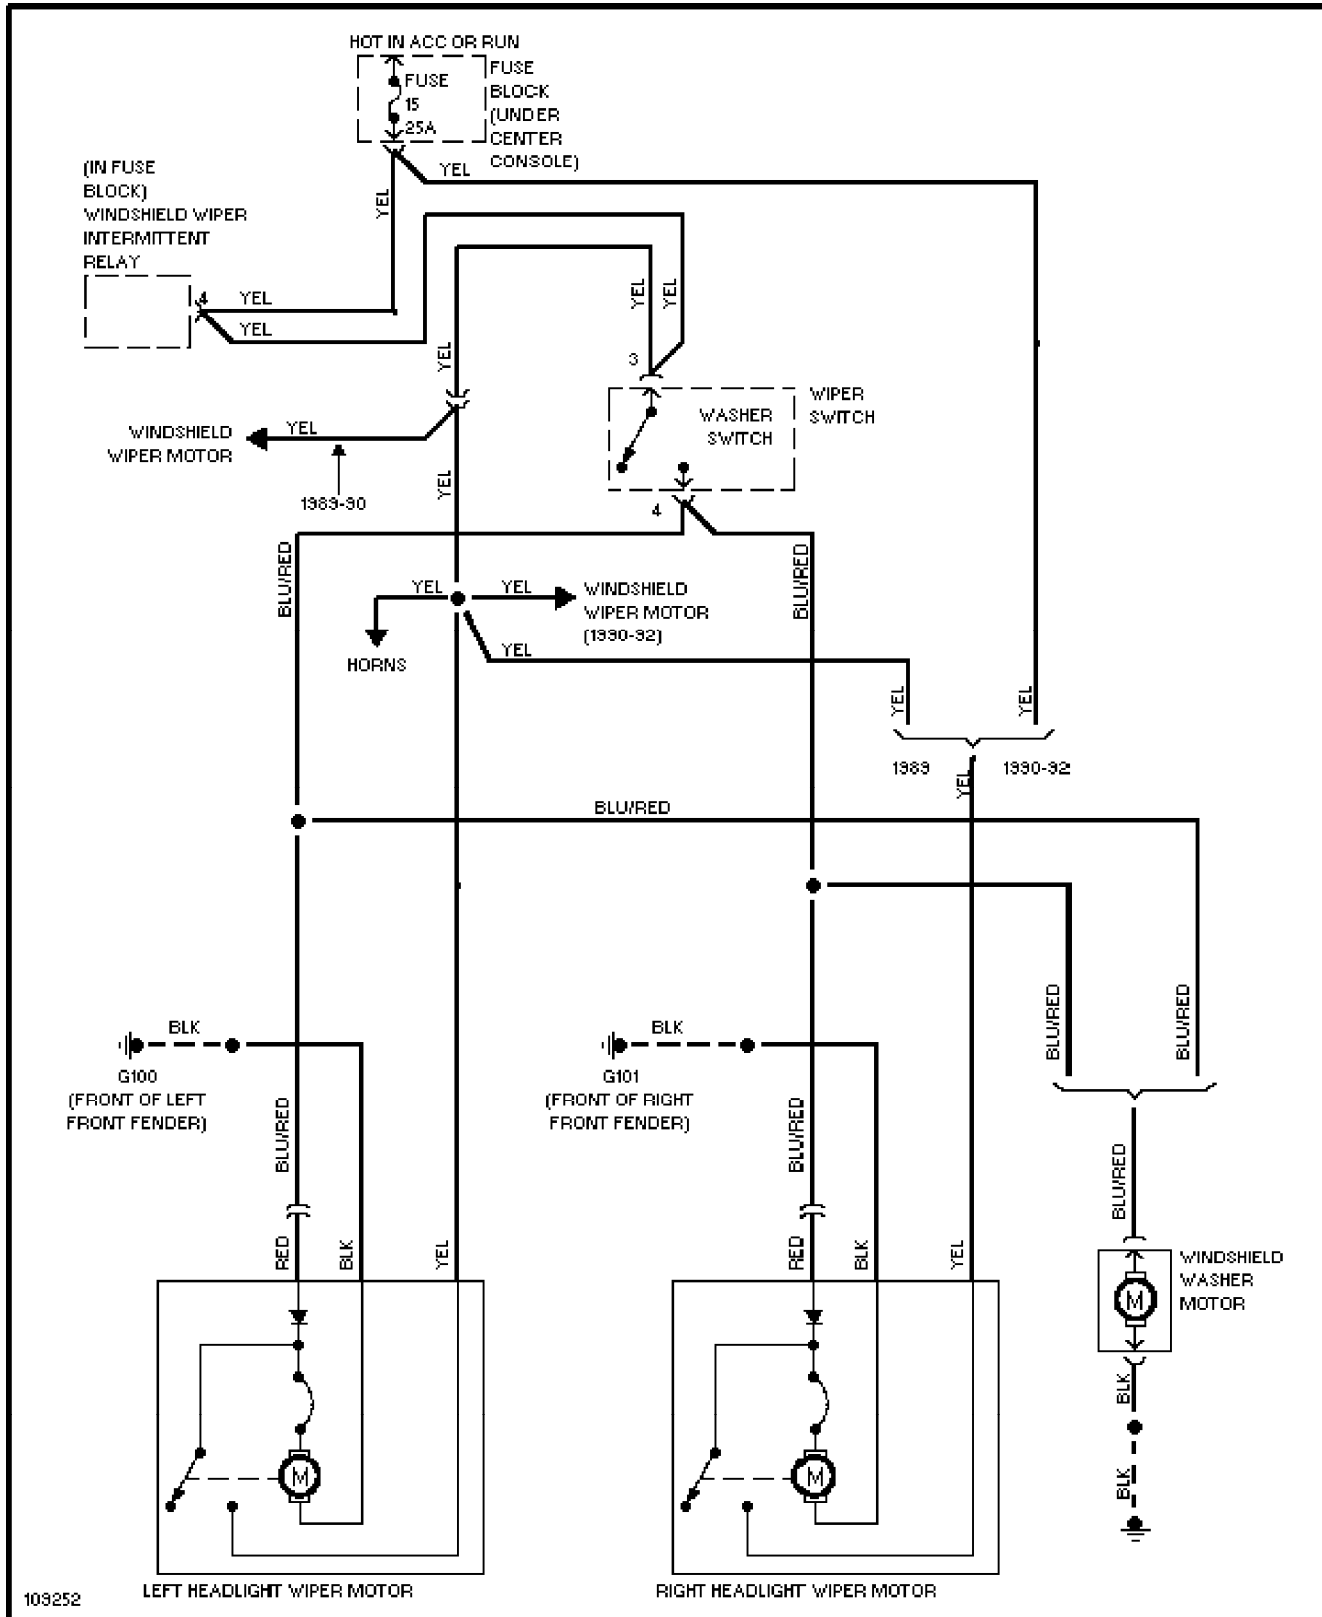 HOT IN ACC OR RUN
FUSE
15
25A
FUSE
BLOCK
(UNDER
CENTER
CONSOLE)
YEL
YEL
(IN FUSE
BLOCK)
WINDSHIELD WIPER
INTERMITTENT
RELAY
4
YEL
YEL
YEL
YEL
YEL
3
WIPER
SWITCH
WASHER
SWITCH
WINDSHIELD
WIPER MOTOR
YEL
1989-90
YEL
4
BLU/RED
BLU/RED
YEL
YEL
WINDSHIELD
WIPER MOTOR
(1990-92)
HORNS
YEL
YEL
YEL
1989
YEL
1990-92
BLU/RED
BLK
G100
(FRONT OF LEFT
FRONT FENDER)
BLK
G101
(FRONT OF RIGHT
FRONT FENDER)
BLU/RED
BLU/RED
BLU/RED
BLU/RED
BLU/RED
RED
BLK
YEL
RED
BLK
YEL
WINDSHIELD
WASHER
MOTOR
M
BLK
BLK
M
M
LEFT HEADLIGHT WIPER MOTOR
RIGHT HEADLIGHT WIPER MOTOR
109252